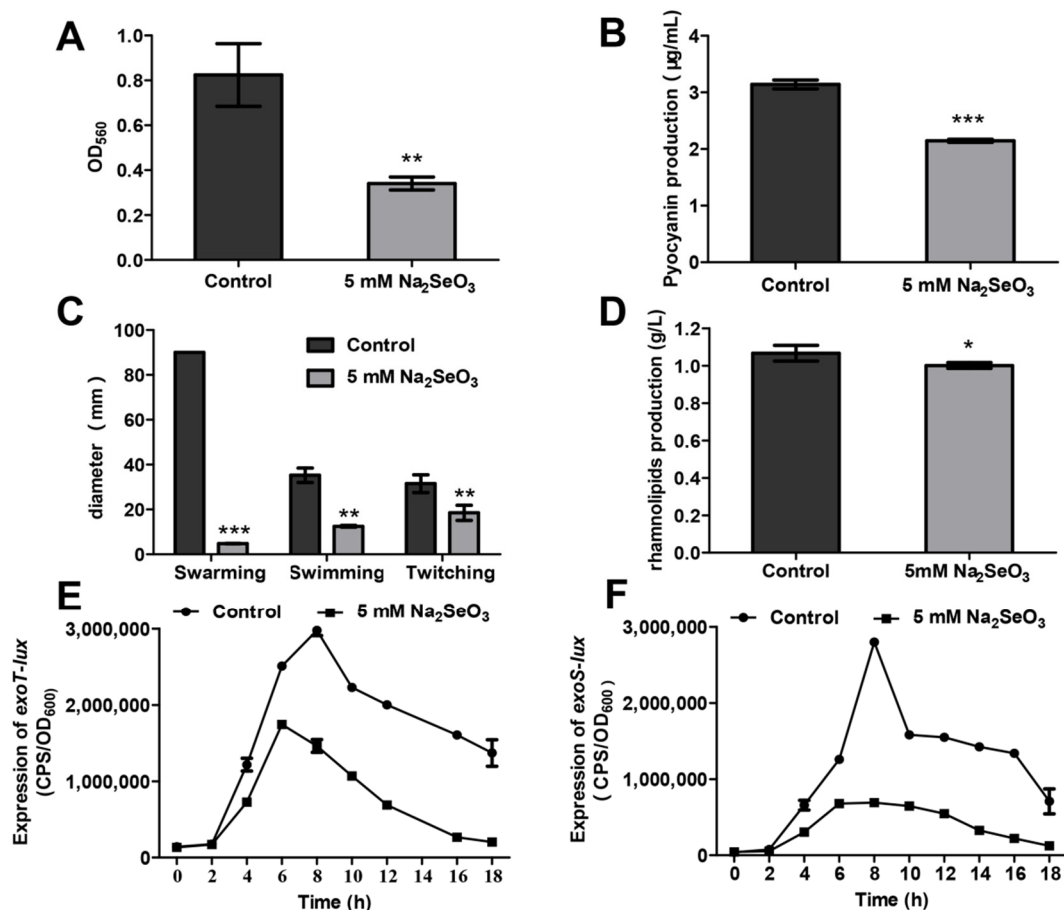 A
OD560
1.0
0.8
0.6
0.4
0.2
0.0
**
Control
5 mM Na2SeO3
B
Pyocyanin production ( µg/mL)
4
3
2
1
0
***
Control
5 mM Na2SeO3
C
diameter ( mm)
100
80
60
40
20
0
Control
5 mM Na2SeO3
***
**
**
Swarming
Swimming
Twitching
D
rhamnolipids production (g/L)
1.2
1.0
0.8
0.6
0.4
0.2
0.0
*
Control
5mM Na2SeO3
E
Control
5 mM Na2SeO3
Expression of exoT-lux
(CPS/OD600)
3,000,000
2,000,000
1,000,000
0
0 2 4 6 8 10 12 14 16 18
Time (h)
F
Control
5 mM Na2SeO3
Expression of exoS-lux
( CPS/OD600)
3,000,000
2,000,000
1,000,000
0
0 2 4 6 8 10 12 14 16 18
Time (h)